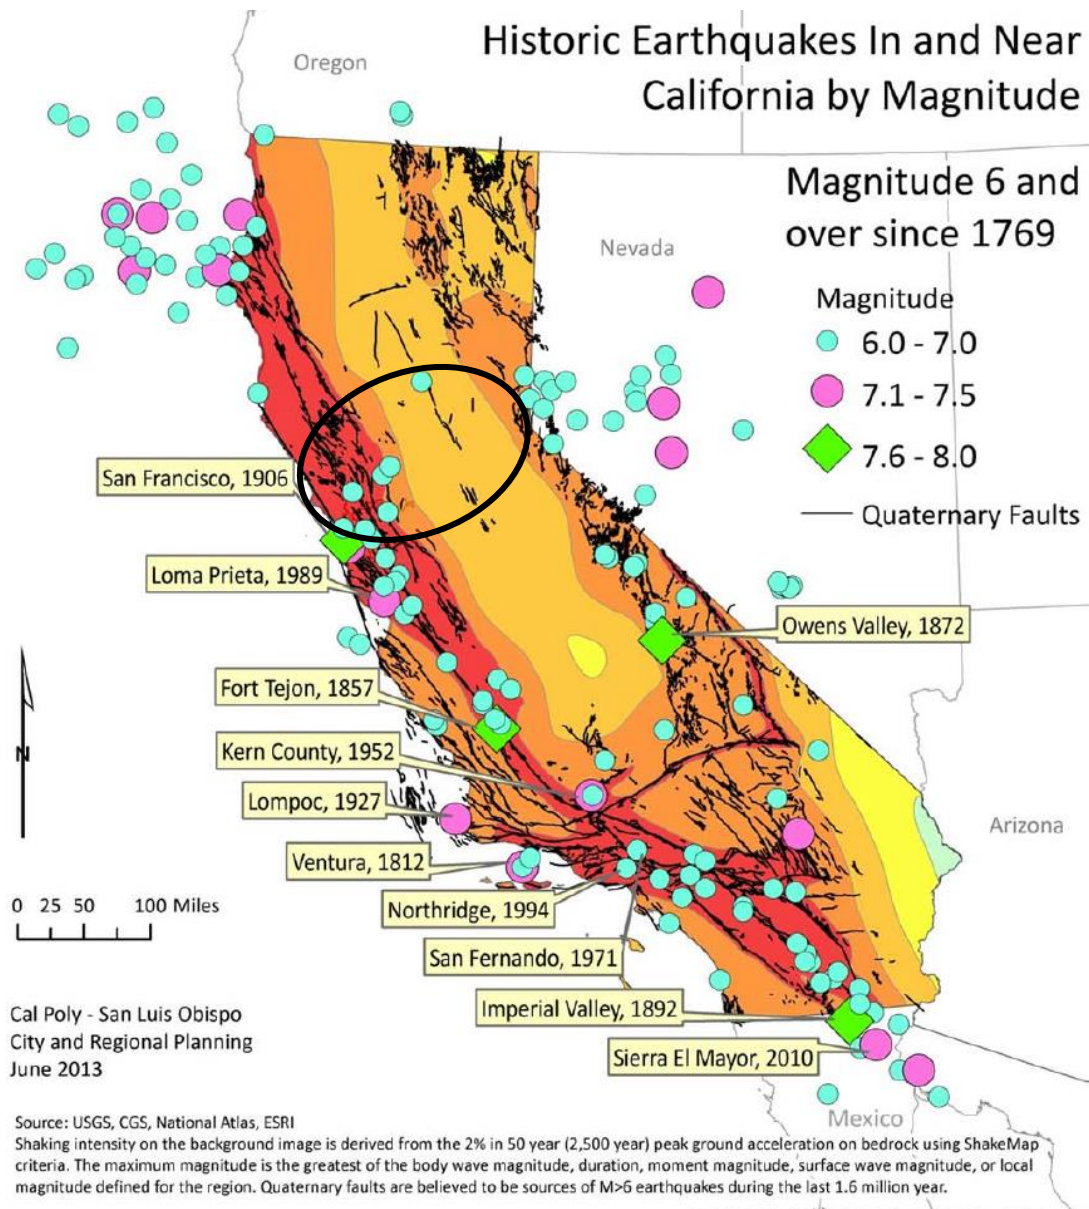 Historic Earthquakes In and Near
California by Magnitude
Oregon
Magnitude 6 and
over since 1769
Nevada
Magnitude
6.0 - 7.0
7.1 - 7.5
7.6 - 8.0
Quaternary Faults
San Francisco, 1906
Loma Prieta, 1989
Owens Valley, 1872
Fort Tejon, 1857
Kern County, 1952
N
Lompoc, 1927
Arizona
Ventura, 1812
0 25 50 100 Miles
Northridge, 1994
San Fernando, 1971
Imperial Valley, 1892
Sierra El Mayor, 2010
Cal Poly - San Luis Obispo
City and Regional Planning
June 2013
Mexico
Source: USGS, CGS, National Atlas, ESRI
Shaking intensity on the background image is derived from the 2% in 50 year (2,500 year) peak ground acceleration on bedrock using ShakeMap
criteria. The maximum magnitude is the greatest of the body wave magnitude, duration, moment magnitude, surface wave magnitude, or local
magnitude defined for the region. Quaternary faults are believed to be sources of M>6 earthquakes during the last 1.6 million year.